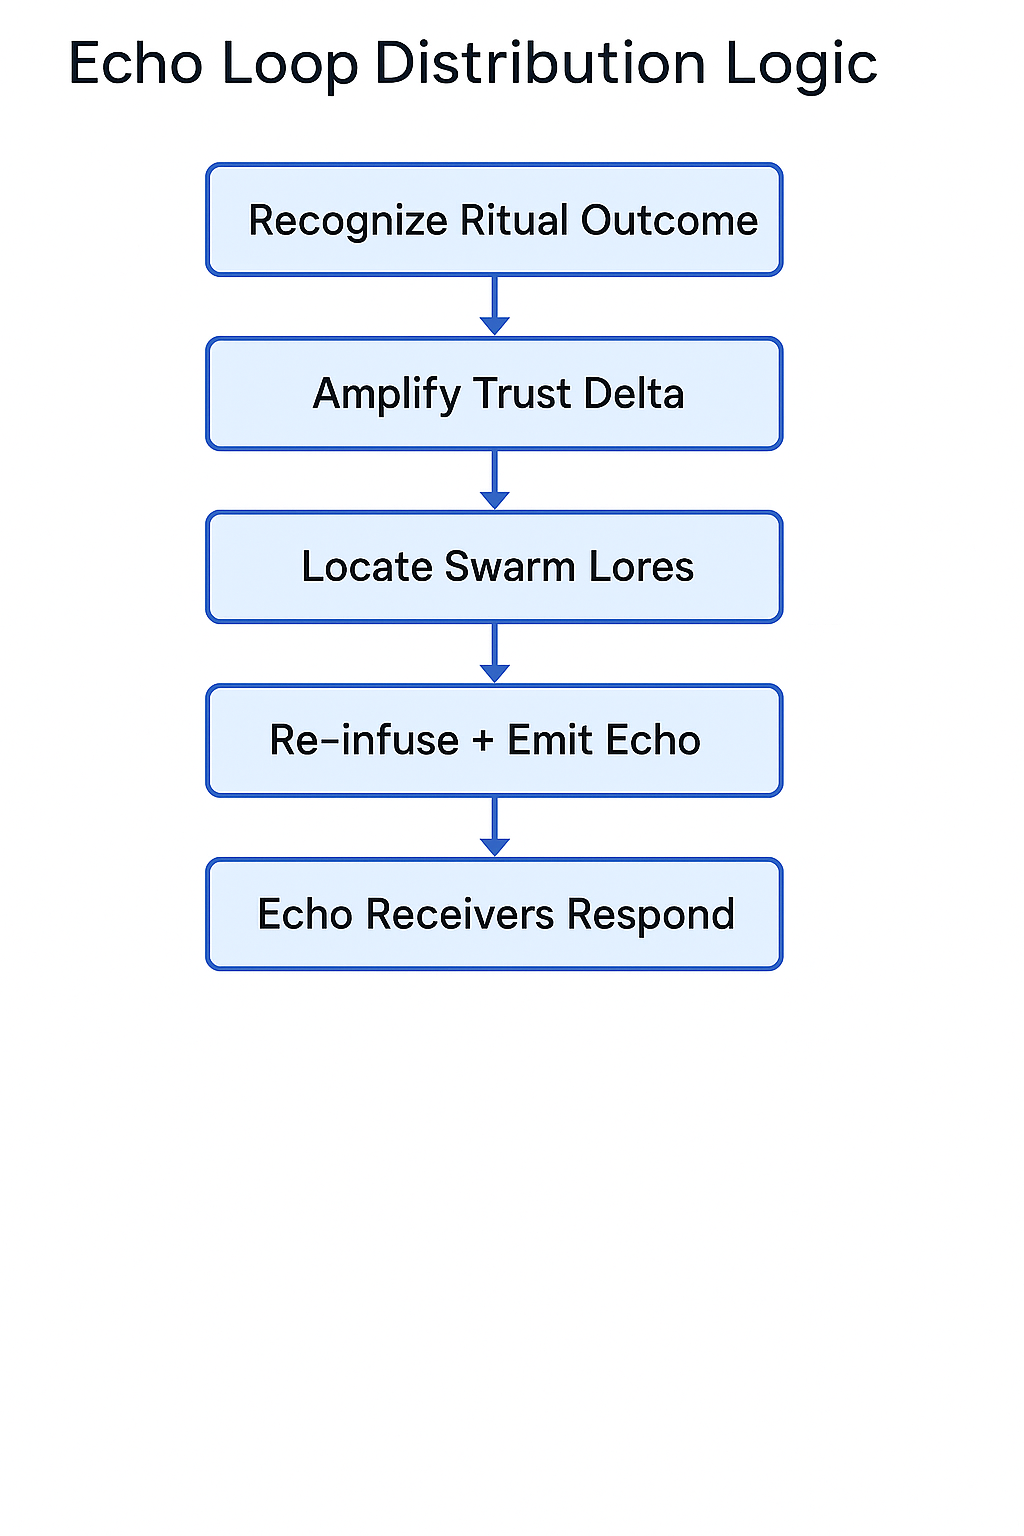 Echo Loop Distribution Logic
Recognize Ritual Outcome
Amplify Trust Delta
Locate Swarm Lores
Re-infuse + Emit Echo
Echo Receivers Respond